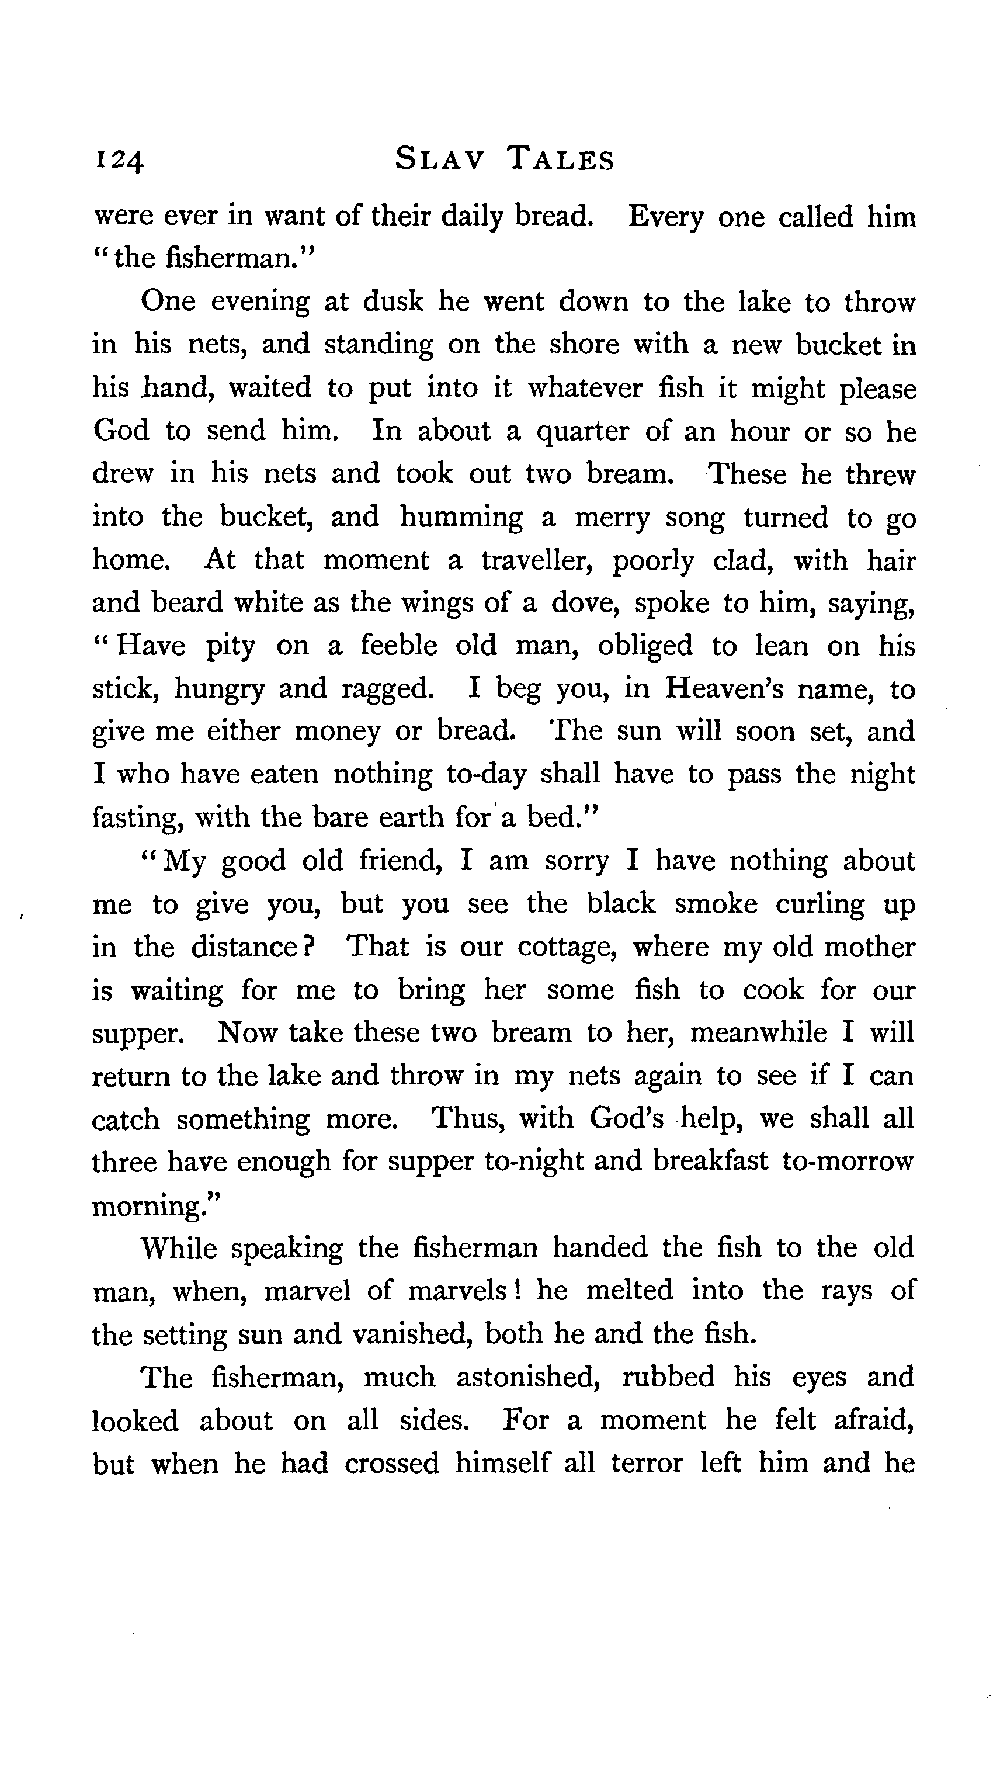 124 SLAV TALES
were ever in want of their daily bread. Every one called him
"the fisherman."
One evening at dusk he went down to the lake to throw
in his nets, and standing on the shore with a new bucket in
his hand, waited to put into it whatever fish it might please
God to send him. In about a quarter of an hour or so he
drew in his nets and took out two bream. These he threw
into the bucket, and humming a merry song turned to go
home. At that moment a traveller, poorly clad, with hair
and beard white as the wings of a dove, spoke to him, saying,
"Have pity on a feeble old man, obliged to lean on his
stick, hungry and ragged. I beg you, in Heaven's name, to
give me either money or bread. The sun will soon set, and
I who have eaten nothing to-day shall have to pass the night
fasting, with the bare earth for a bed."
"My good old friend, I am sorry I have nothing about
me to give you, but you see the black smoke curling up
in the distance? That is our cottage, where my old mother
is waiting for me to bring her some fish to cook for our
supper. Now take these two bream to her, meanwhile I will
return to the lake and throw in my nets again to see if I can
catch something more. Thus, with God's help, we shall all
three have enough for supper to-night and breakfast to-morrow
morning."
While speaking the fisherman handed the fish to the old
man, when, marvel of marvels! he melted into the rays of
the setting sun and vanished, both he and the fish.
The fisherman, much astonished, rubbed his eyes and
looked about on all sides. For a moment he felt afraid,
but when he had crossed himself all terror left him and he